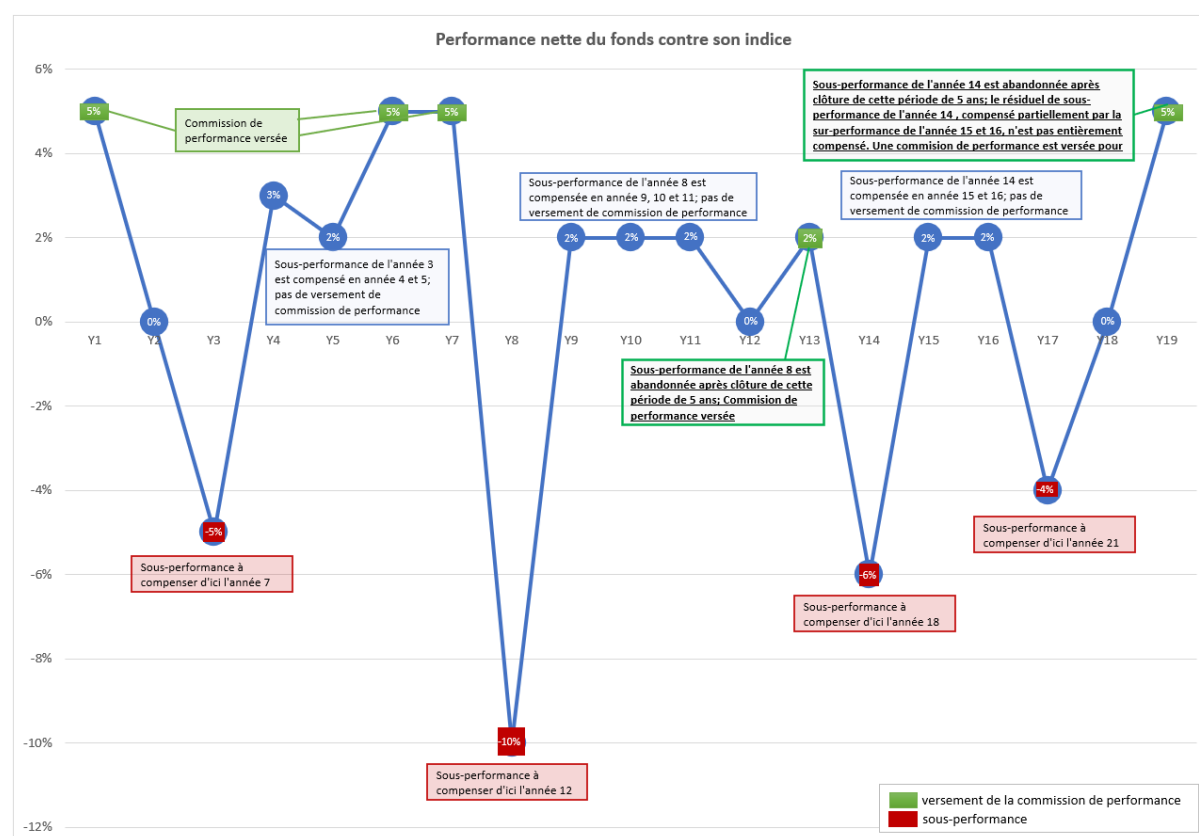 Performance nette du fonds contre son indice
6%
4%
2%
0%
-2%
-4%
-6%
-8%
-10%
-12%
5%
Commission de
performance versée
5%
5%
Sous-performance de l'année 14 est abandonnée après
clôture de cette période de 5 ans; le résiduel de sous-
performance de l'année 14 , compensé partiellement par la
sur-performance de l'année 15 et 16, n'est pas entièrement
compensé. Une commision de performance est versée pour
5%
3%
2%
Sous-performance de l'année 3
est compensé en année 4 et 5;
pas de versement de
commission de performance
Sous-performance de l'année 8 est
compensée en année 9, 10 et 11; pas de
versement de commission de performance
2%
2%
2%
0%
2%
Sous-performance de l'année 14 est
compensée en année 15 et 16; pas de
versement de commission de performance
2%
2%
0%
0%
Y1
Y2
Y3
Y4
Y5
Y6
Y7
Y8
Y9
Y10
Y11
Y12
Y13
Y14
Y15
Y16
Y17
Y18
Y19
Sous-performance de l'année 8 est
abandonnée après clôture de cette
période de 5 ans; Commision de
performance versée
-5%
Sous-performance à
compenser d'ici l'année 7
-10%
Sous-performance à
compenser d'ici l'année 12
-6%
Sous-performance à
compenser d'ici l'année 18
-4%
Sous-performance à
compenser d'ici l'année 21
versement de la commission de performance
sous-performance